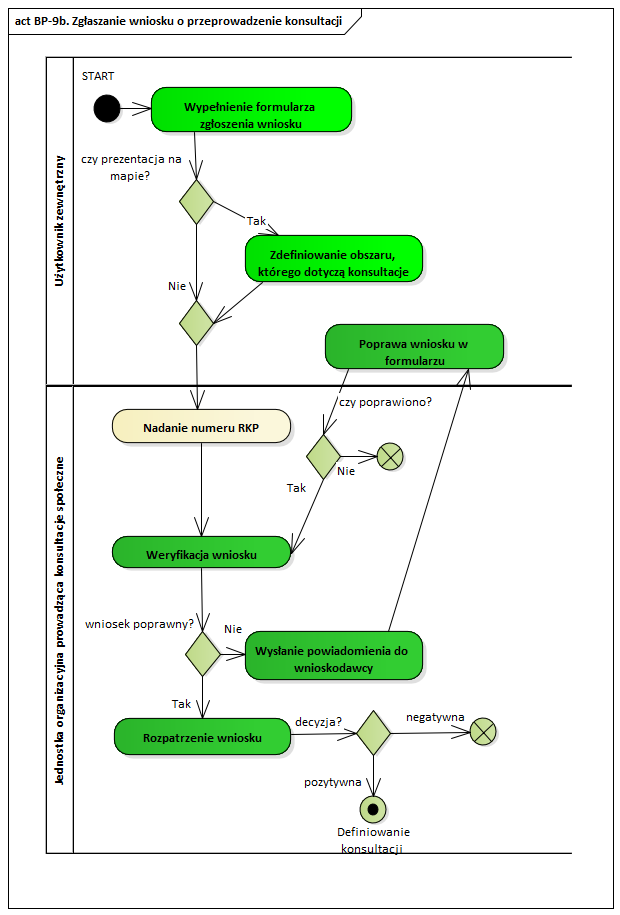 act BP-9b. Zgłaszanie wniosku o przeprowadzenie konsultacji
Użytkownik zewnętrzny
START
Wypełnienie formularza
zgłoszenia wniosku
czy prezentacja na
mapie?
Tak
Zdefiniowanie obszaru,
którego dotyczą konsultacje
Nie
Poprawa wniosku w
formularzu
Jednostka organizacyjna prowadząca konsultacje społeczne
czy poprawiono?
Nadanie numeru RKP
Nie
Tak
Weryfikacja wniosku
wniosek poprawny?
Nie
Wysłanie powiadomienia do
wnioskodawcy
Tak
Rozpatrzenie wniosku
decyzja?
negatywna
pozytywna
Definiowanie
konsultacji